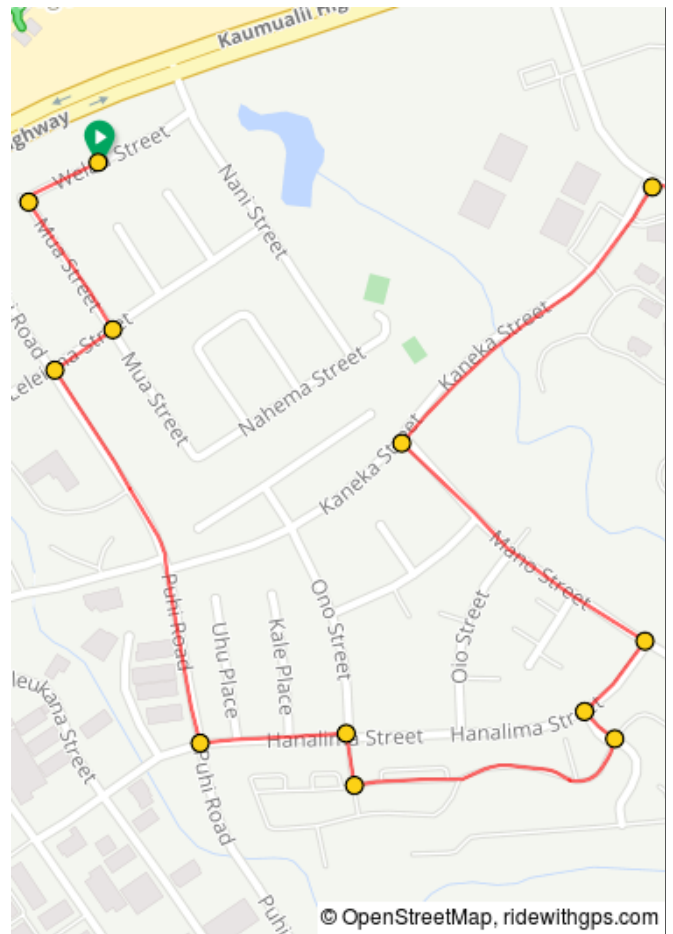 Kaumualii Hig
ghway
Street
Nani Street
Mua Street
i Road
Street
Mua Street
Nahema Street
Kaneka Street
Kaneka Street
Mano Street
Puhi Road
Uhu Place
Kale Place
Ono Street
Oio Street
Hanalima Street
Hanalima Street
leukana Street
Puhi Road
Puhi
© OpenStreetMap, ridewithgps.com